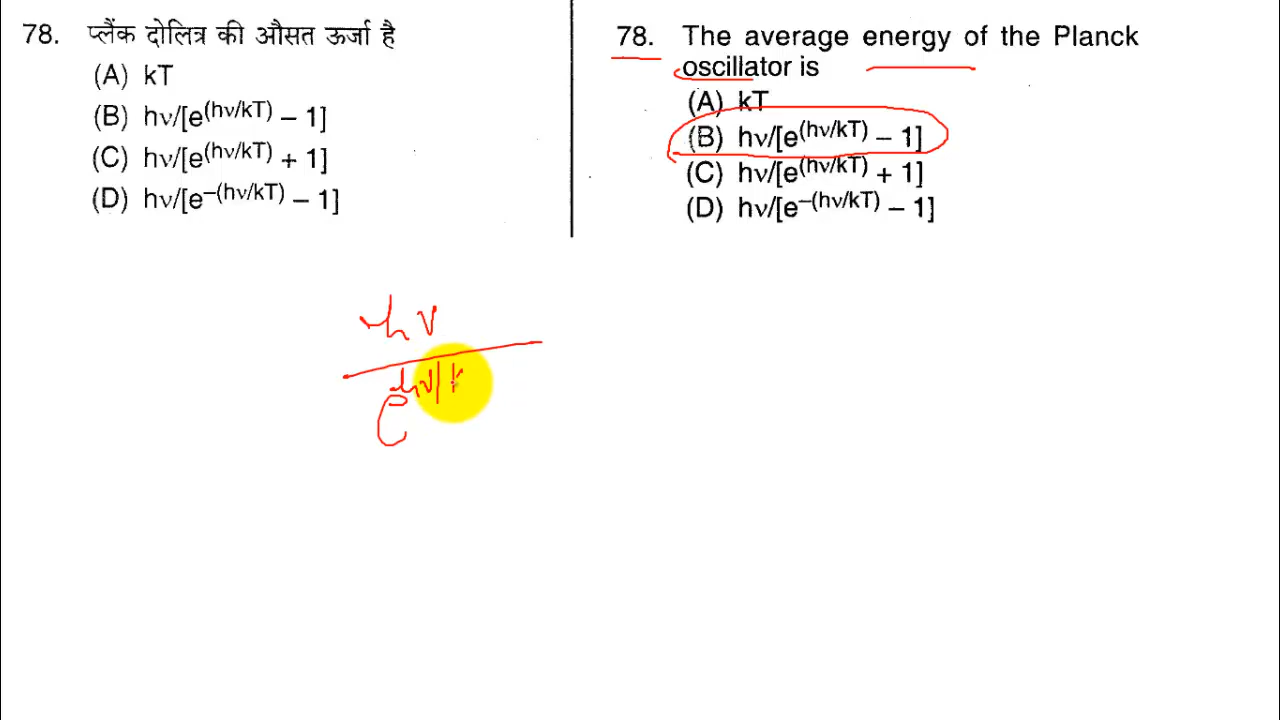 78. प्लैंक दोलित्र की औसत ऊर्जा है
(A) kT
(B) hν/[e^(hν/kT) – 1]
(C) hν/[e^(hν/kT) + 1]
(D) hν/[e^–(hν/kT) – 1]
78. The average energy of the Planck
oscillator is
(A) kT
(B) hν/[e^(hν/kT) – 1]
(C) hν/[e^(hν/kT) + 1]
(D) hν/[e^–(hν/kT) – 1]
hν
e^hν/k